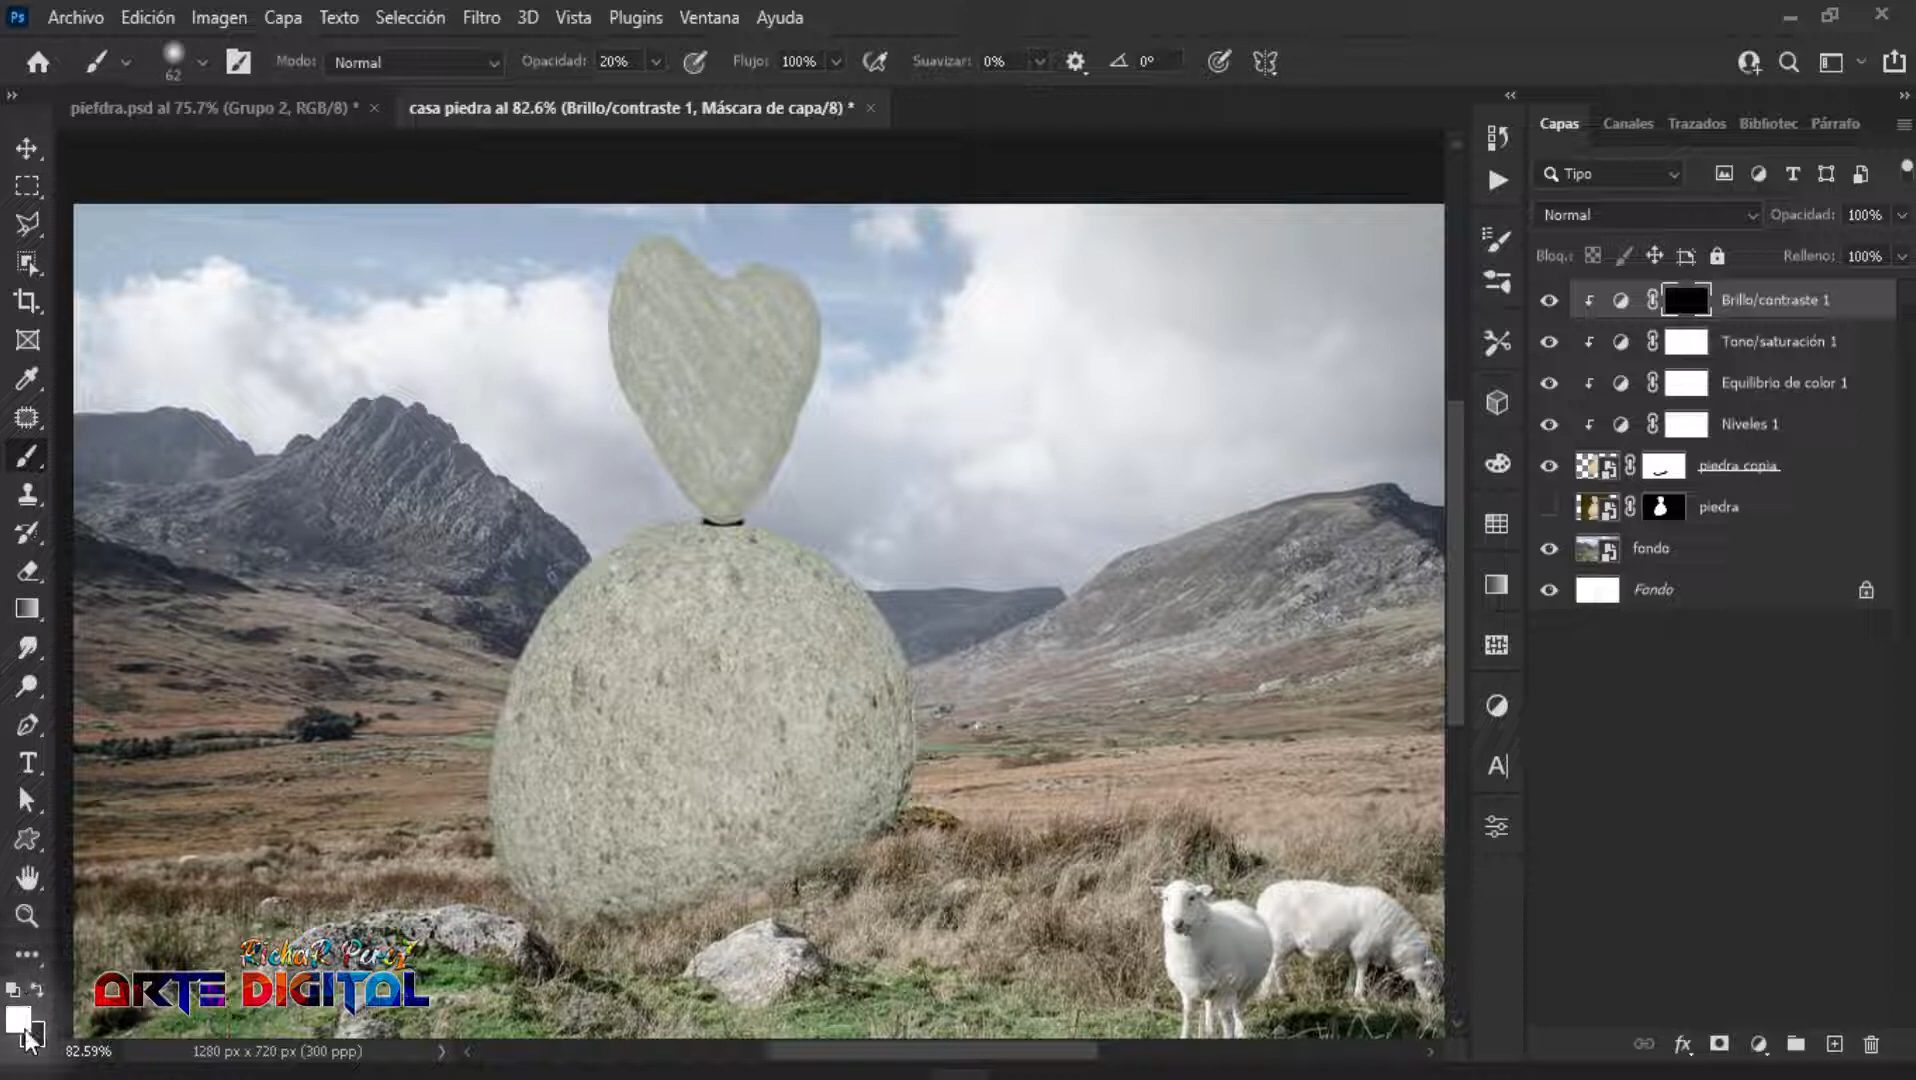 Ps Archivo Edición Imagen Capa Texto Selección Filtro 3D Vista Plugins Ventana Ayuda
62 Modo: Normal Opacidad: 20% Flujo: 100% Suavizar: 0% 0°
piefdra.psd al 75.7% (Grupo 2, RGB/8) * casa piedra al 82.6% (Brillo/contraste 1, Máscara de capa/8) *
Capas Canales Trazados Bibliotec Párrafo
Tipo
Normal Opacidad: 100%
Bloq.: Relleno: 100%
Brillo/contraste 1
Tono/saturación 1
Equilibrio de color 1
Niveles 1
piedra copia
piedra
fondo
Fondo
RichaR PereZ
ARTE DIGITAL
82.59% 1280 px x 720 px (300 ppp)